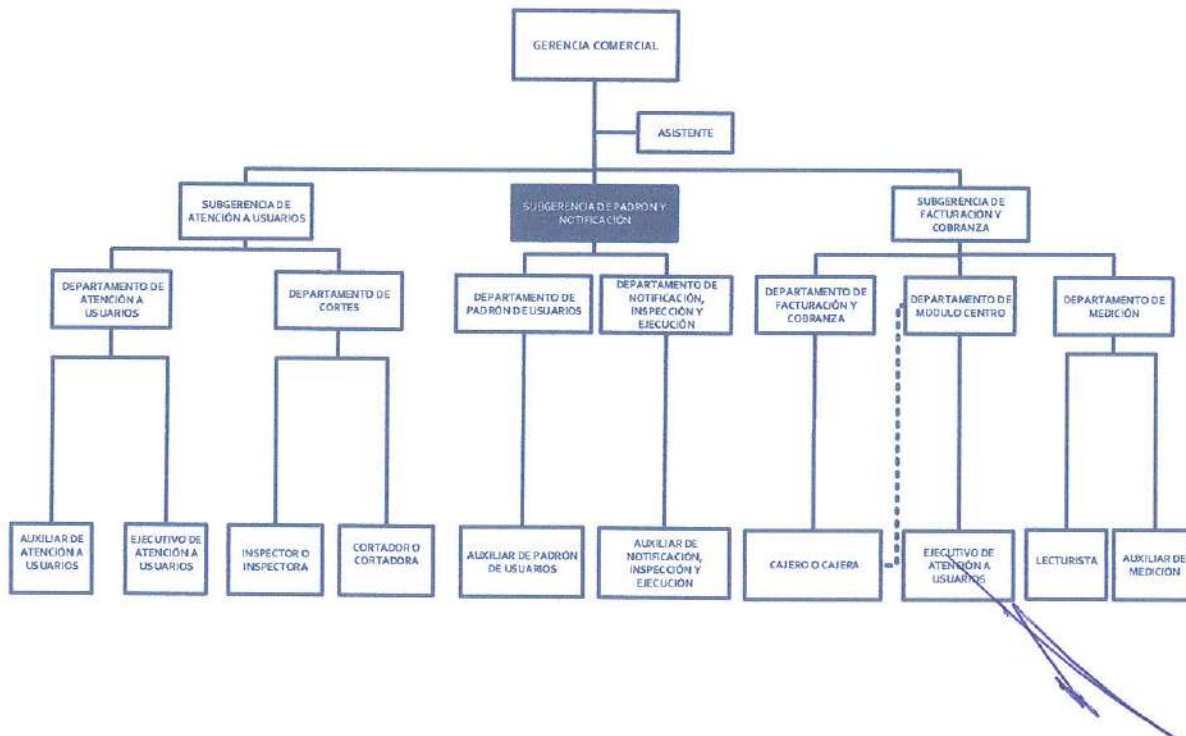 GERENCIA COMERCIAL
ASISTENTE
SUBGERENCIA DE
ATENCIÓN A USUARIOS
SUBGERENCIA DE PADRÓN Y
NOTIFICACIÓN
SUBGERENCIA DE
FACTURACIÓN Y
COBRANZA
DEPARTAMENTO DE
ATENCIÓN A
USUARIOS
DEPARTAMENTO DE
CORTES
DEPARTAMENTO DE
PADRÓN DE USUARIOS
DEPARTAMENTO DE
NOTIFICACIÓN,
INSPECCIÓN Y
EJECUCIÓN
DEPARTAMENTO DE
FACTURACIÓN Y
COBRANZA
DEPARTAMENTO DE
MODULO CENTRO
DEPARTAMENTO DE
MEDICIÓN
AUXILIAR DE
ATENCIÓN A
USUARIOS
EJECUTIVO DE
ATENCIÓN A
USUARIOS
INSPECTOR O
INSPECTORA
CORTADOR O
CORTADORA
AUXILIAR DE PADRÓN
DE USUARIOS
AUXILIAR DE
NOTIFICACIÓN,
INSPECCIÓN Y
EJECUCIÓN
CAJERO O CAJERA
EJECUTIVO DE
ATENCIÓN A
USUARIOS
LECTURISTA
AUXILIAR DE
MEDICIÓN